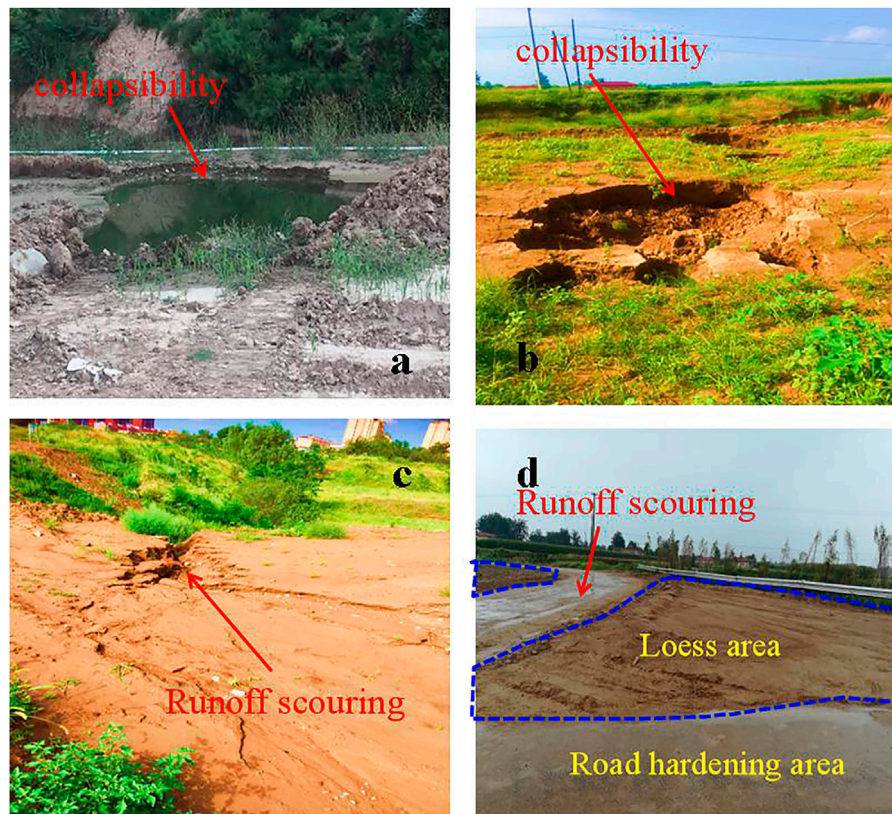 collapsibility
a
collapsibility
b
c
Runoff scouring
d
Runoff scouring
Loess area
Road hardening area